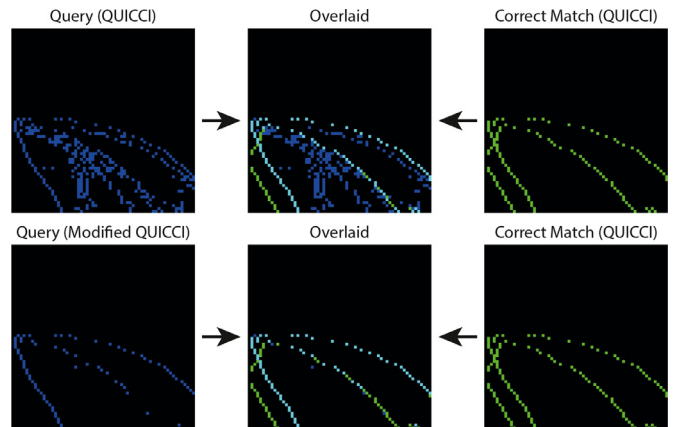 Query (QUICCI)
Overlaid
Correct Match (QUICCI)
Query (Modified QUICCI)
Overlaid
Correct Match (QUICCI)